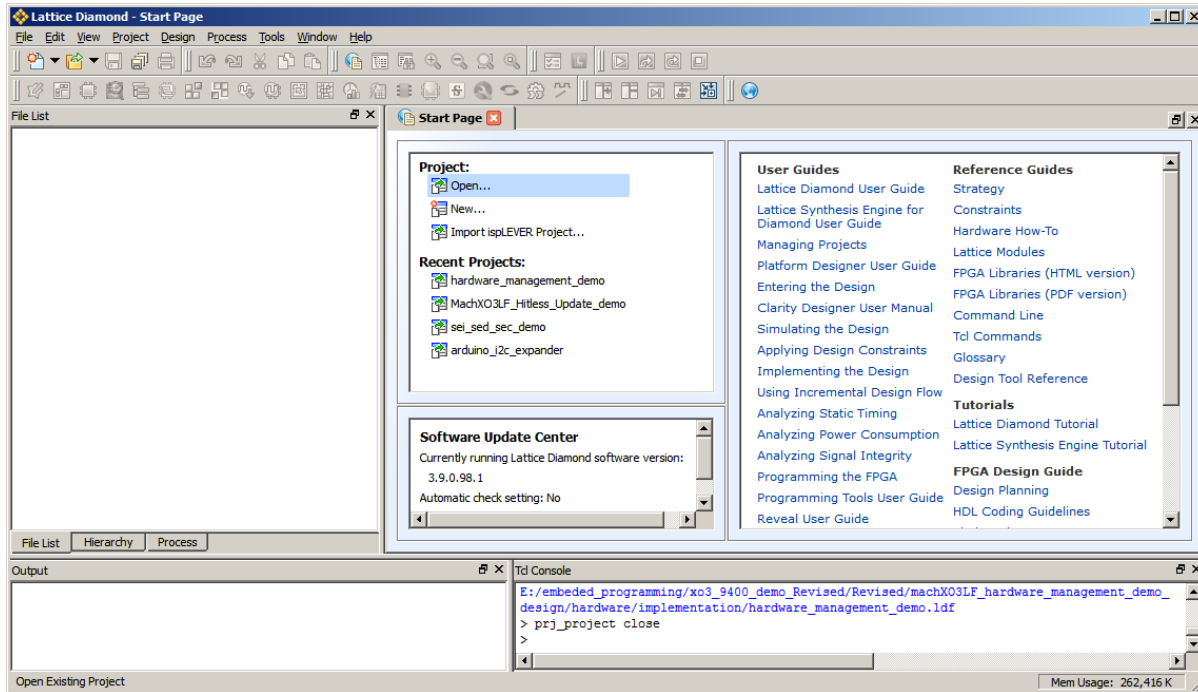 Lattice Diamond - Start Page
File Edit View Project Design Process Tools Window Help
File List
Start Page
Project:
Open...
New...
Import ispLEVER Project...
Recent Projects:
hardware_management_demo
MachXO3LF_Hitless_Update_demo
sei_sed_sec_demo
arduino_i2c_expander
Software Update Center
Currently running Lattice Diamond software version:
3.9.0.98.1
Automatic check setting: No
User Guides
Lattice Diamond User Guide
Lattice Synthesis Engine for
Diamond User Guide
Managing Projects
Platform Designer User Guide
Entering the Design
Clarity Designer User Manual
Simulating the Design
Applying Design Constraints
Implementing the Design
Using Incremental Design Flow
Analyzing Static Timing
Analyzing Power Consumption
Analyzing Signal Integrity
Programming the FPGA
Programming Tools User Guide
Reveal User Guide
Reference Guides
Strategy
Constraints
Hardware How-To
Lattice Modules
FPGA Libraries (HTML version)
FPGA Libraries (PDF version)
Command Line
Tcl Commands
Glossary
Design Tool Reference
Tutorials
Lattice Diamond Tutorial
Lattice Synthesis Engine Tutorial
FPGA Design Guide
Design Planning
HDL Coding Guidelines
File List Hierarchy Process
Output
Tcl Console
E:/embeded_programming/xo3_9400_demo_Revised/Revised/machXO3LF_hardware_management_demo_
design/hardware/implementation/hardware_management_demo.ldf
> prj_project close
>
Open Existing Project
Mem Usage: 262,416 K